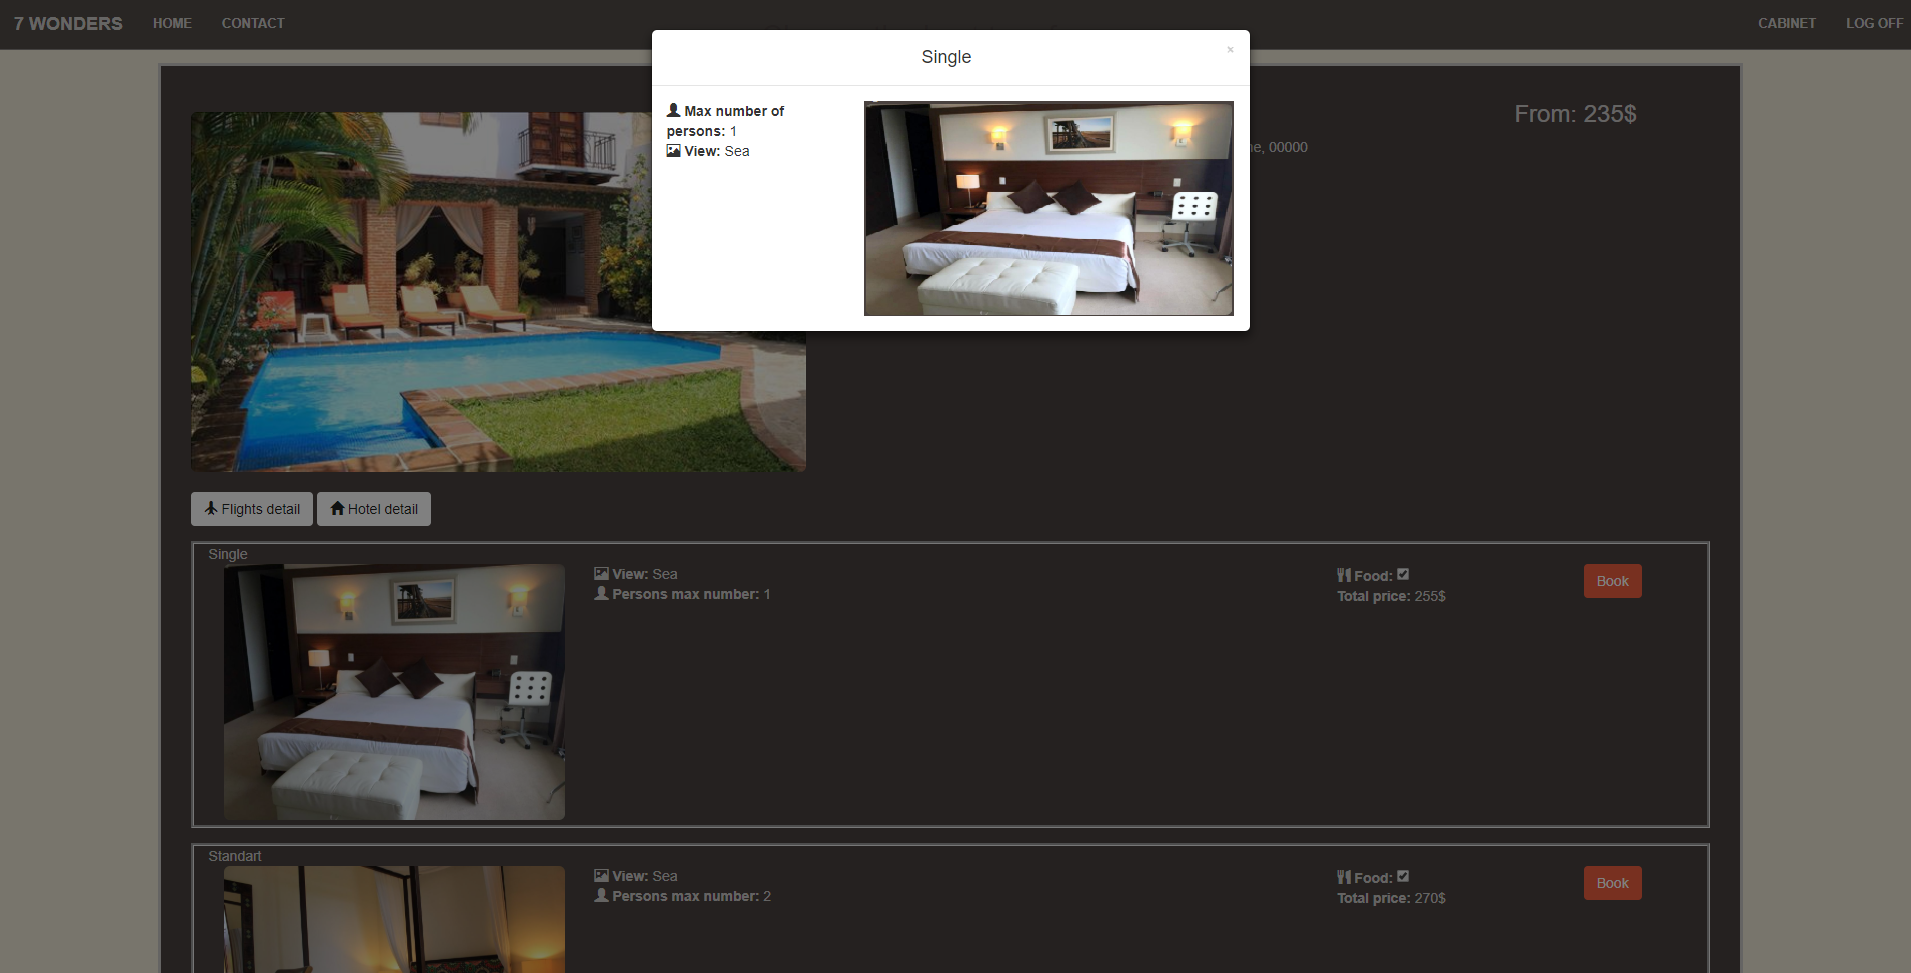 7 WONDERS HOME CONTACT CABINET LOG OFF
Single ×
Max number of
persons: 1
View: Sea
From: 235$
00000
Flights detail Hotel detail
Single
View: Sea
Persons max number: 1
Food:
Total price: 255$
Book
Standart
View: Sea
Persons max number: 2
Food:
Total price: 270$
Book